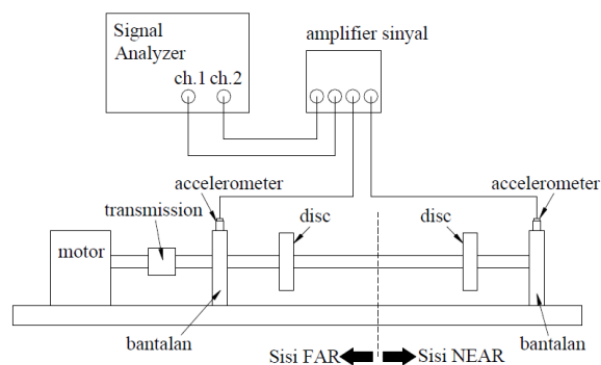 Signal
Analyzer
ch.1 ch.2
amplifier sinyal
accelerometer
accelerometer
transmission
disc
disc
motor
bantalan
bantalan
Sisi FAR
Sisi NEAR